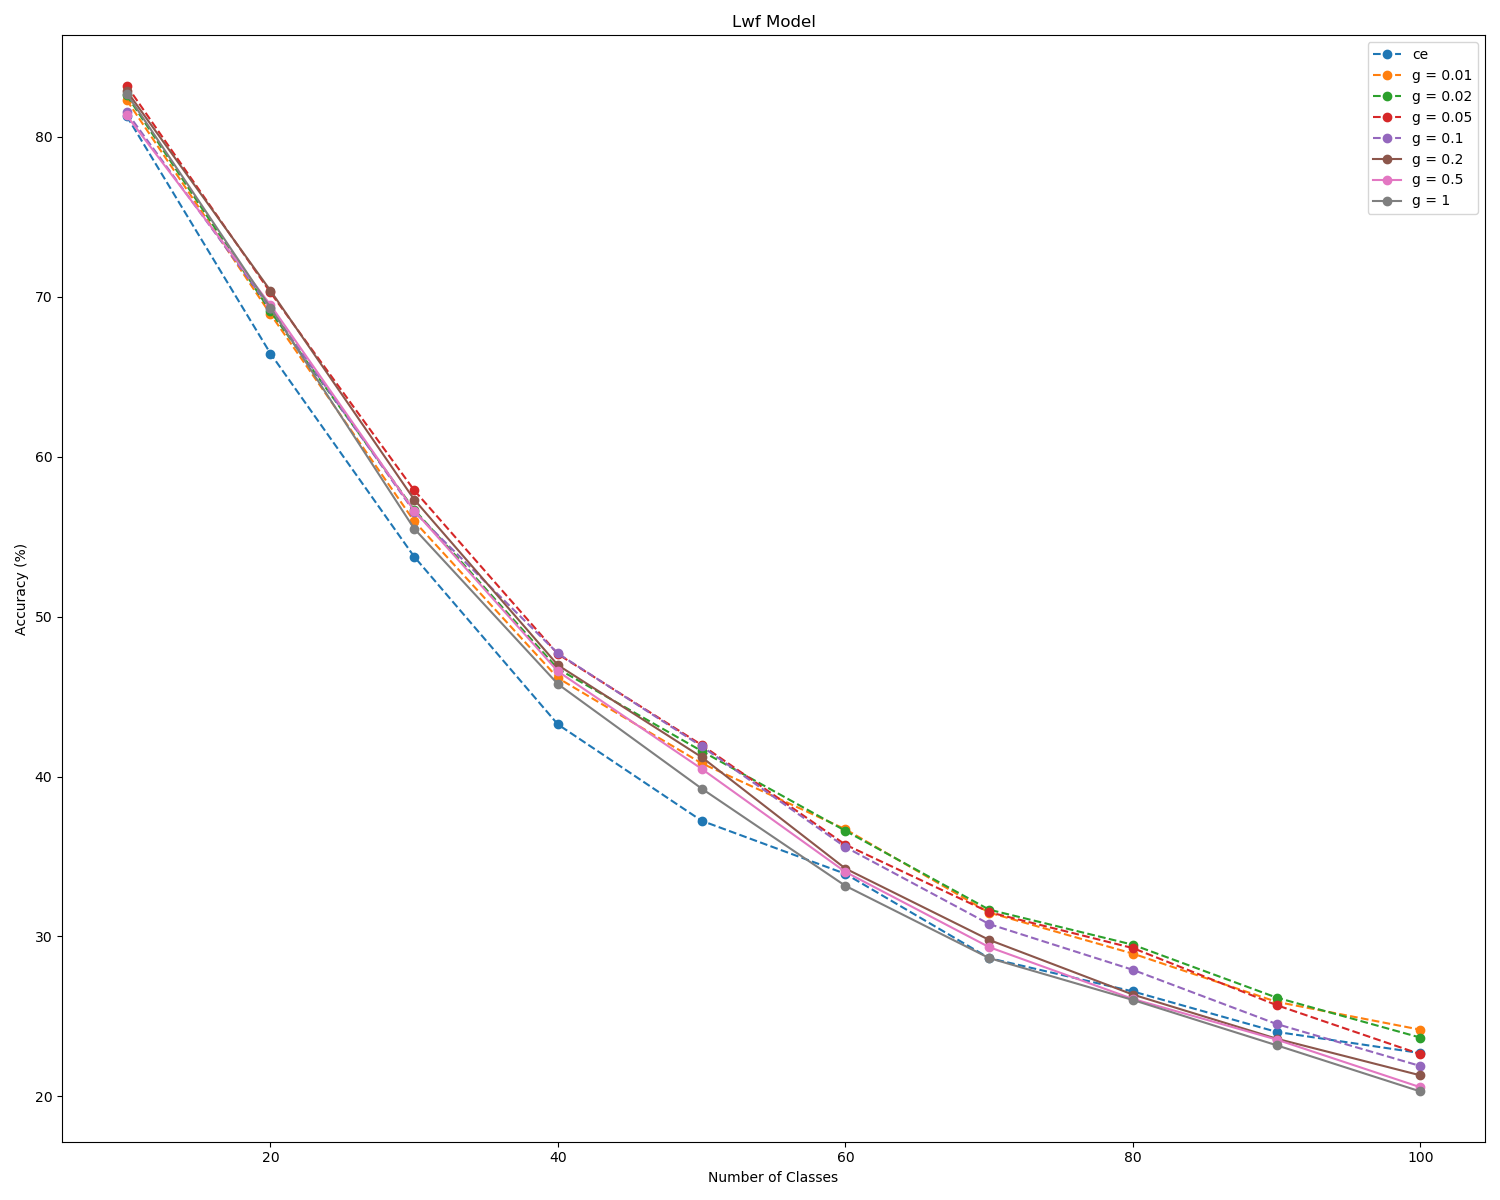 Lwf Model
ce
g = 0.01
g = 0.02
g = 0.05
g = 0.1
g = 0.2
g = 0.5
g = 1
Accuracy (%)
80
70
60
50
40
30
20
20 40 60 80 100
Number of Classes